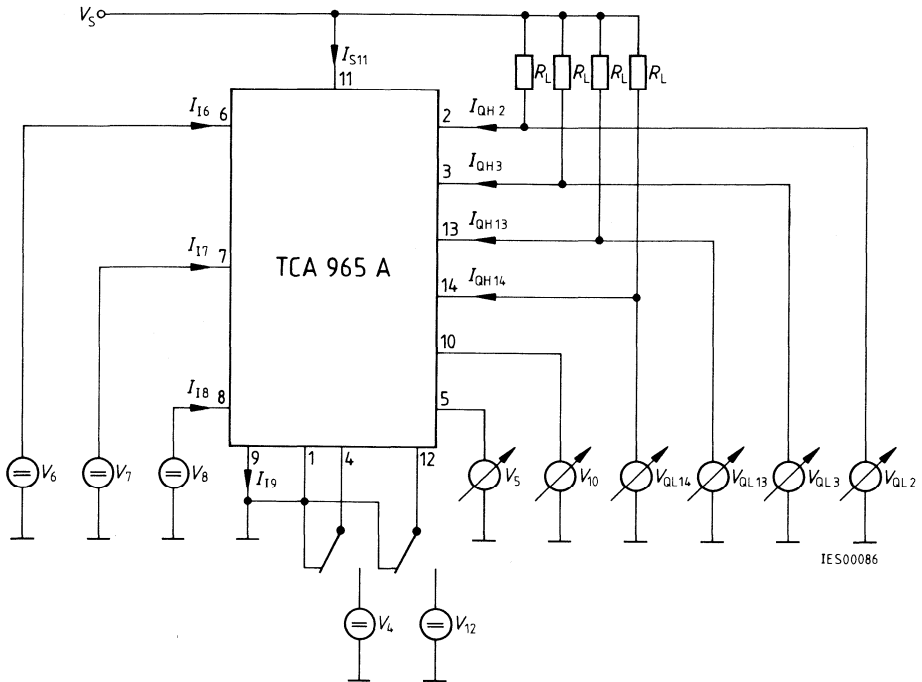 VS
IS11
11
RL RL RL RL
II6 6
2 IQH2
3 IQH3
II7 7
13 IQH13
TCA 965 A
14 IQH14
10
II8 8
5
9 1 4 12
II9
V6 V7 V8
V5 V10 VQL14 VQL13 VQL3 VQL2
IES00086
V4 V12